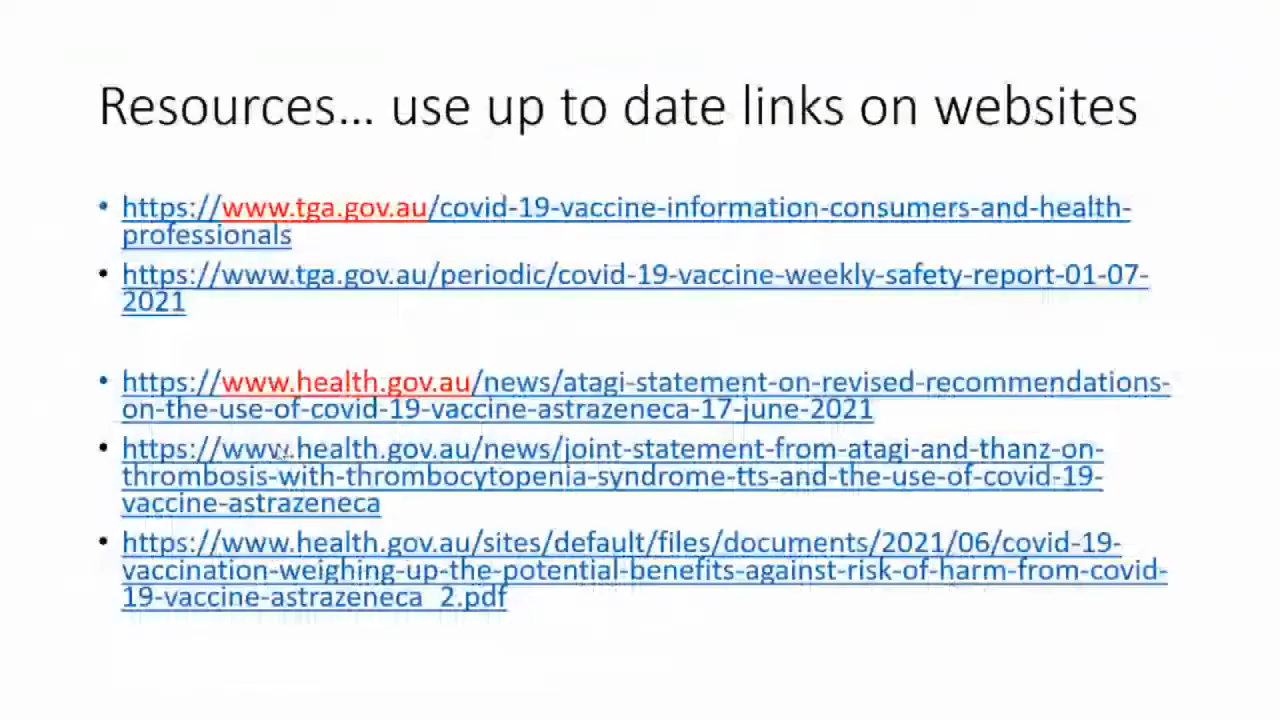 Resources... use up to date links on websites
• https://www.tga.gov.au/covid-19-vaccine-information-consumers-and-health-
professionals
• https://www.tga.gov.au/periodic/covid-19-vaccine-weekly-safety-report-01-07-
2021
• https://www.health.gov.au/news/atagi-statement-on-revised-recommendations-
on-the-use-of-covid-19-vaccine-astrazeneca-17-june-2021
• https://www.health.gov.au/news/joint-statement-from-atagi-and-thanz-on-
thrombosis-with-thrombocytopenia-syndrome-tts-and-the-use-of-covid-19-
vaccine-astrazeneca
• https://www.health.gov.au/sites/default/files/documents/2021/06/covid-19-
vaccination-weighing-up-the-potential-benefits-against-risk-of-harm-from-covid-
19-vaccine-astrazeneca_2.pdf